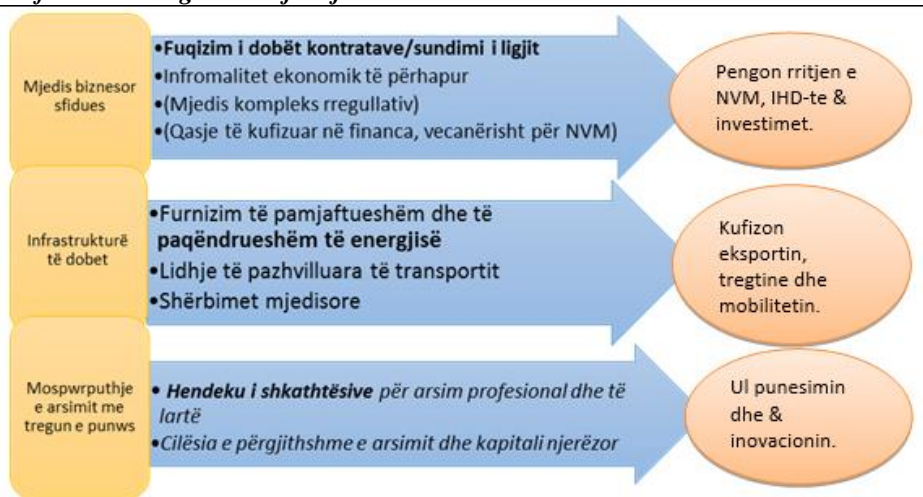 Mjedis biznesor
sfidues
•Fuqizim i dobët kontratave/sundimi i ligjit
•Infromalitet ekonomik të përhapur
•(Mjedis kompleks rregullativ)
•(Qasje të kufizuar në financa, vecanërisht për NVM)
Pengon rritjen e
NVM, IHD-te &
investimet.
Infrastrukturë
të dobet
•Furnizim të pamjaftueshëm dhe të
paqëndrueshëm të energjisë
•Lidhje të pazhvilluara të transportit
•Shërbimet mjedisore
Kufizon
eksportin,
tregtine dhe
mobilitetin.
Mospwrputhje
e arsimit me
tregun e punws
• Hendeku i shkathtësive për arsim profesional dhe të
lartë
•Cilësia e përgjithshme e arsimit dhe kapitali njerëzor
Ul punesimin
dhe &
inovacionin.